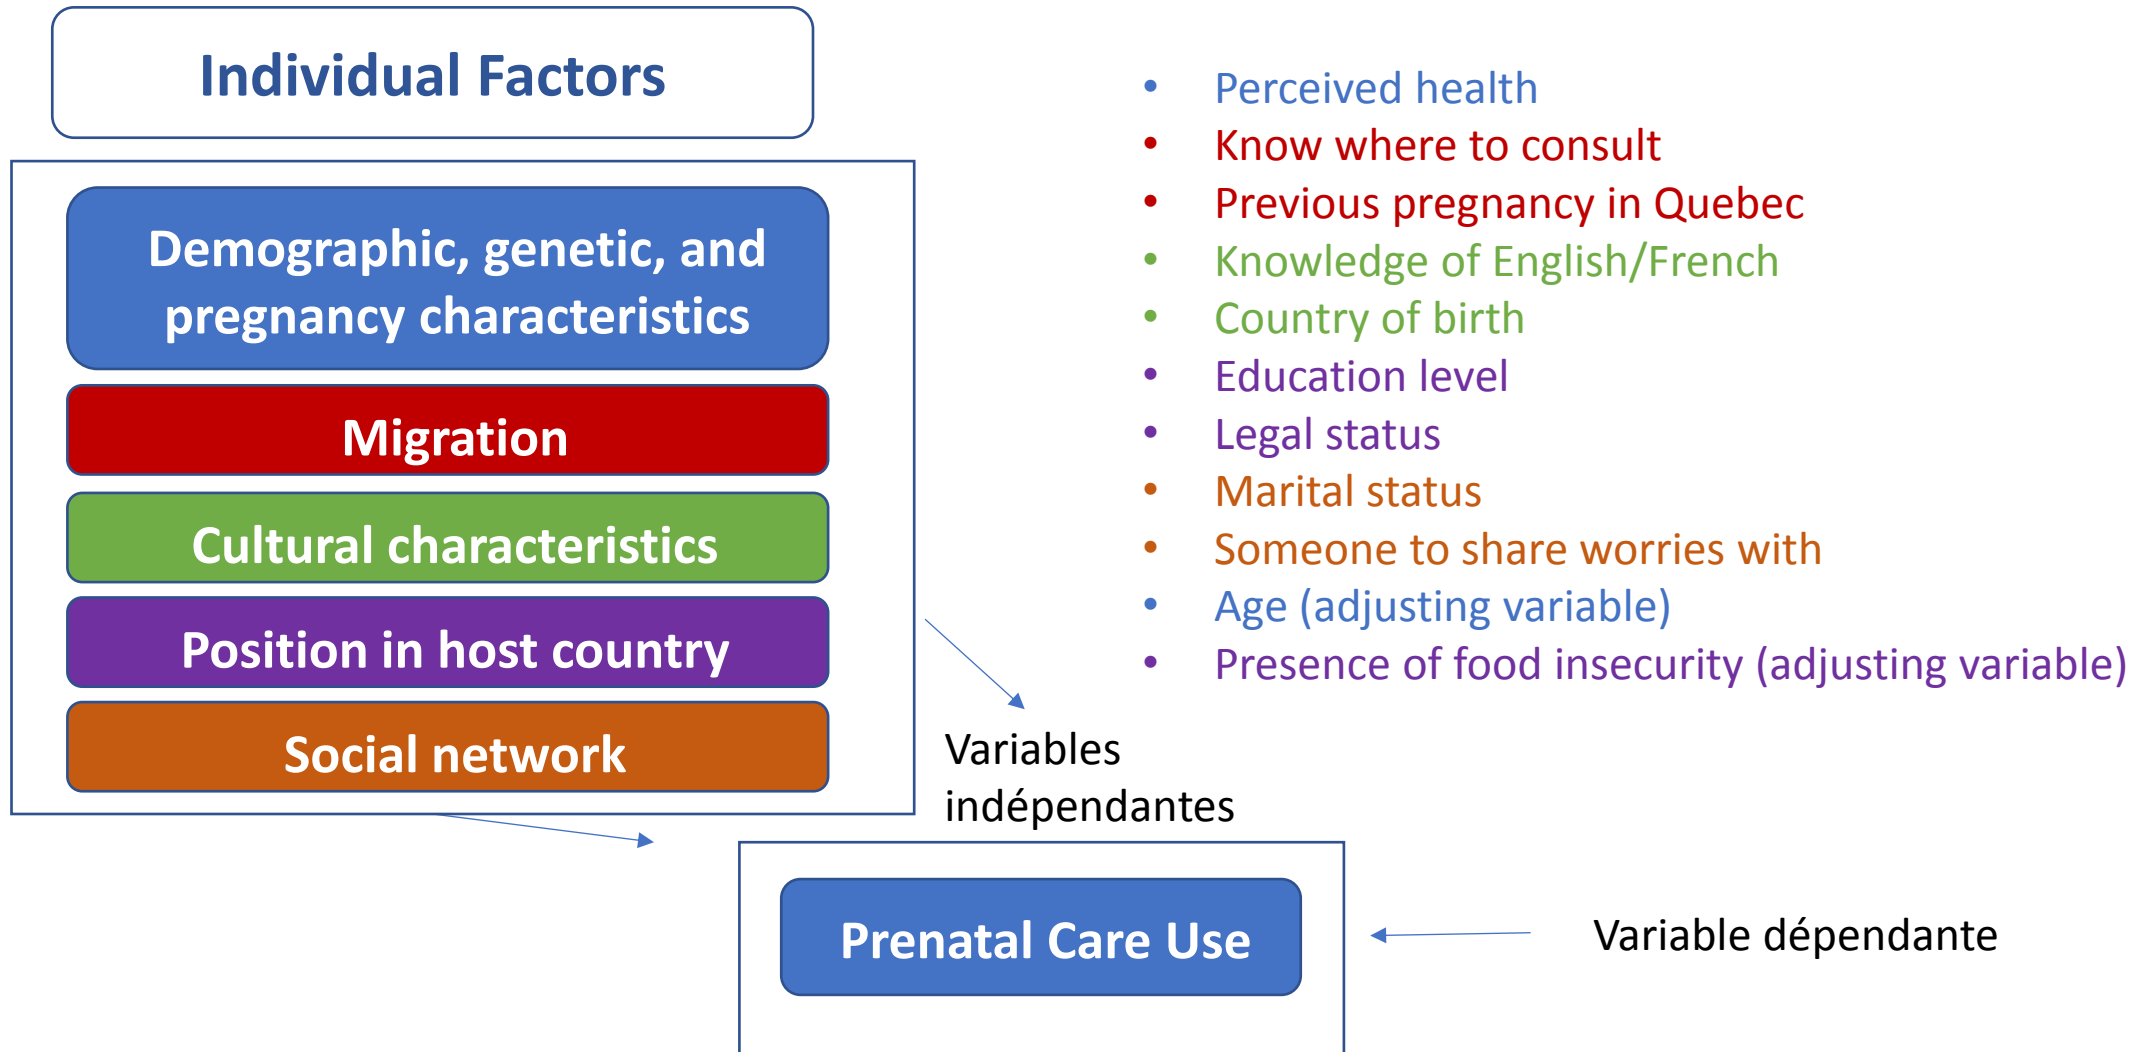 Individual Factors
Demographic, genetic, and
pregnancy characteristics
Migration
Cultural characteristics
Position in host country
Social network
• Perceived health
• Know where to consult
• Previous pregnancy in Quebec
• Knowledge of English/French
• Country of birth
• Education level
• Legal status
• Marital status
• Someone to share worries with
• Age (adjusting variable)
• Presence of food insecurity (adjusting variable)
Variables
indépendantes
Prenatal Care Use
Variable dépendante